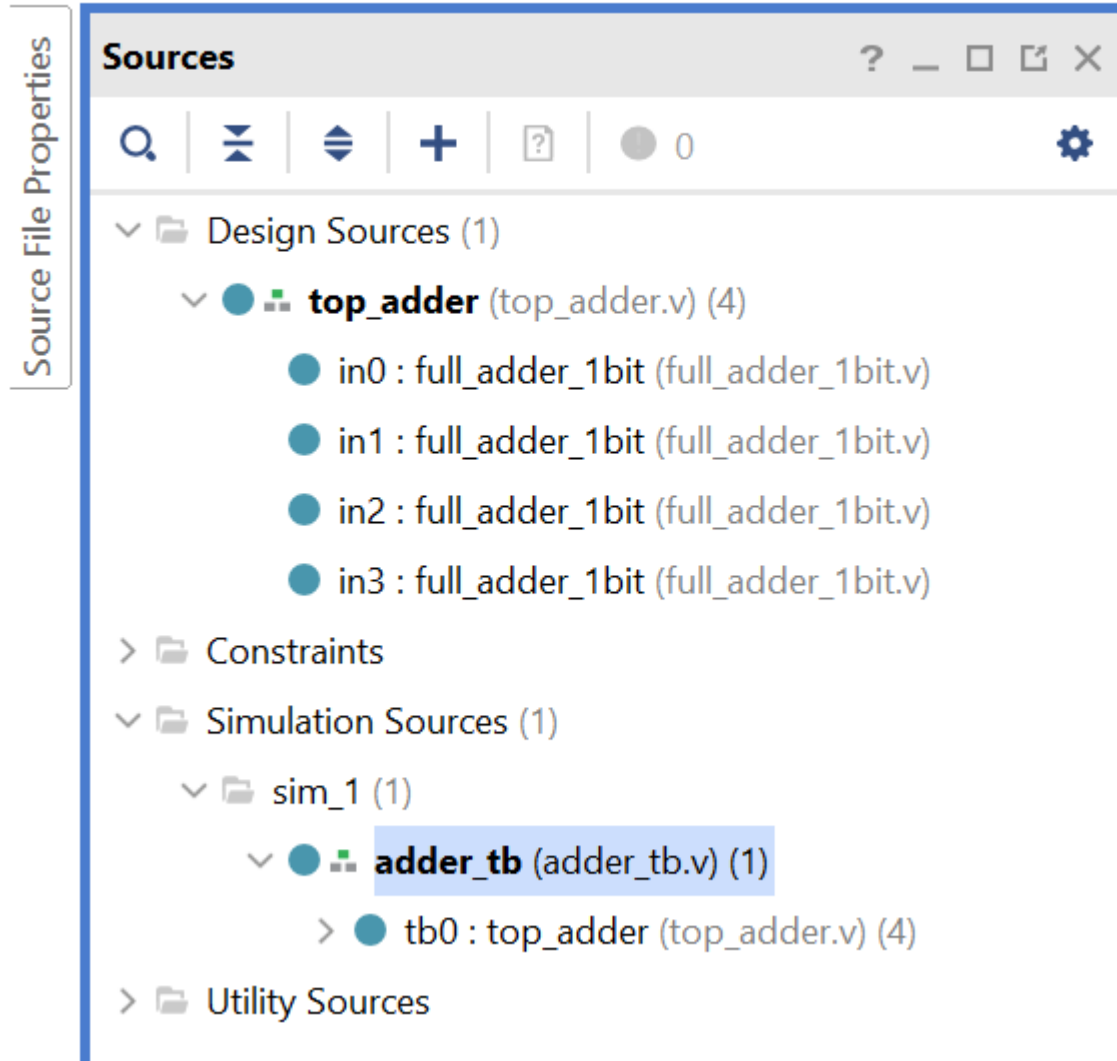 Source File Properties
Sources
0
Design Sources (1)
top_adder (top_adder.v) (4)
in0 : full_adder_1bit (full_adder_1bit.v)
in1 : full_adder_1bit (full_adder_1bit.v)
in2 : full_adder_1bit (full_adder_1bit.v)
in3 : full_adder_1bit (full_adder_1bit.v)
Constraints
Simulation Sources (1)
sim_1 (1)
adder_tb (adder_tb.v) (1)
tb0 : top_adder (top_adder.v) (4)
Utility Sources